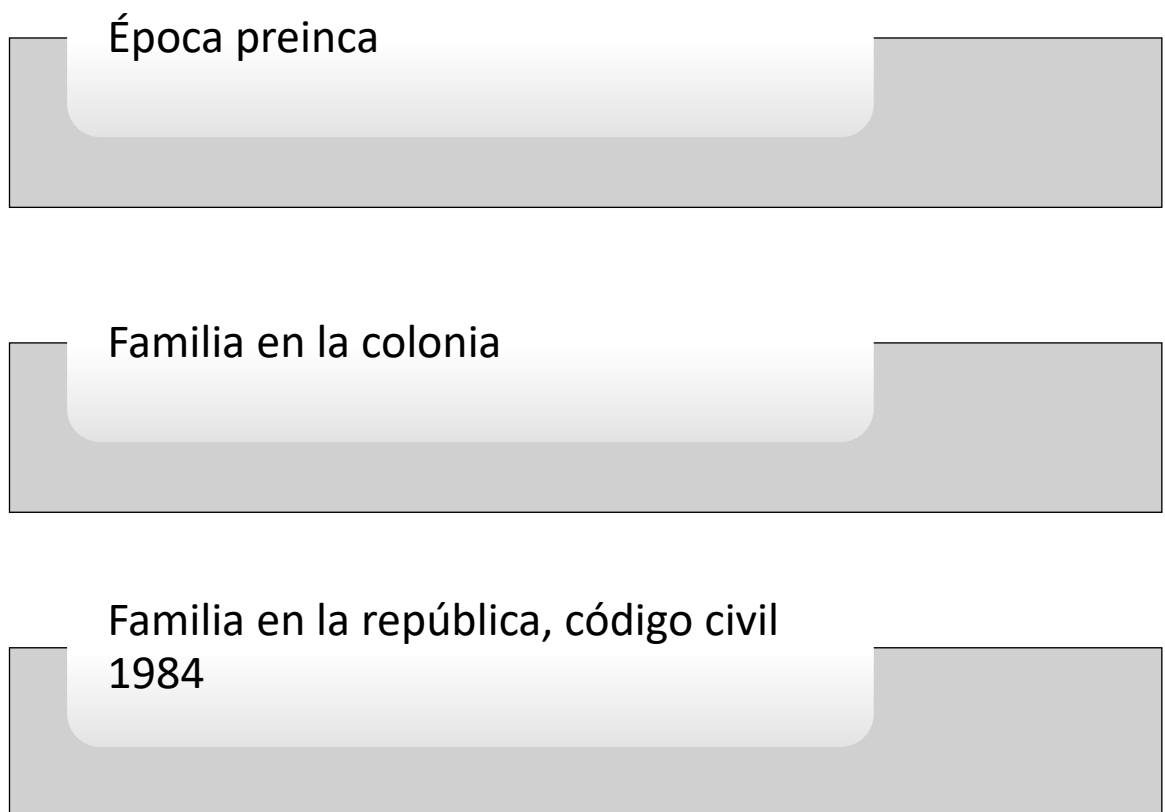 Época preinca
Familia en la colonia
Familia en la república, código civil
1984